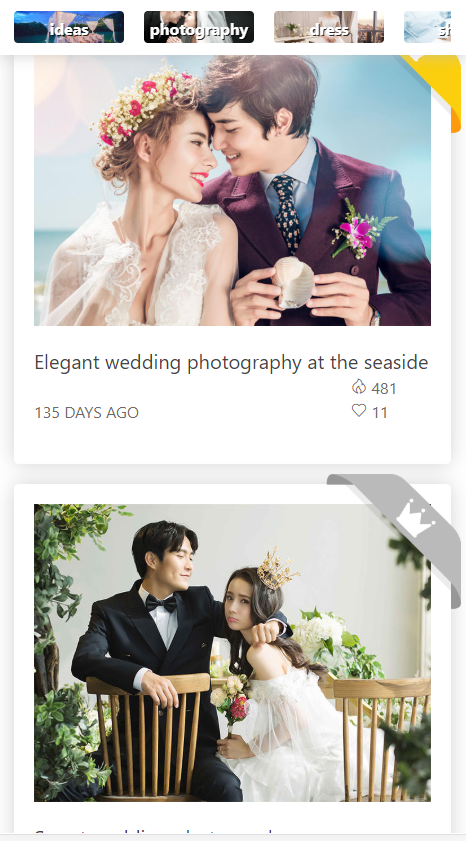 ideas
photography
dress
Elegant wedding photography at the seaside
481
135 DAYS AGO
11